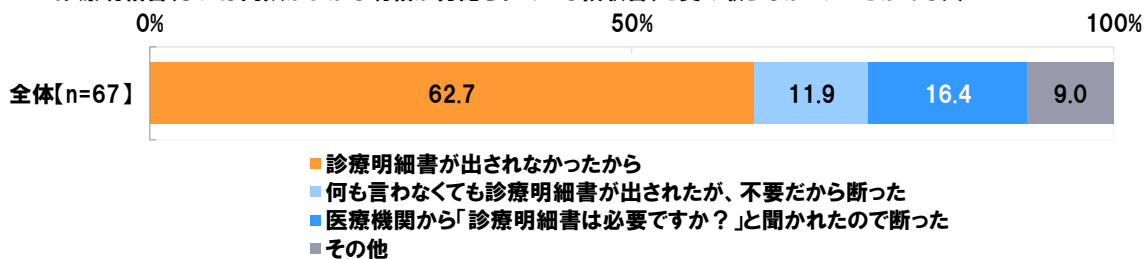 0%
50%
100%
全体【n=67】
62.7
11.9
16.4
9.0
診療明細書が出されなかったから
何も言わなくても診療明細書が出されたが、不要だから断った
医療機関から「診療明細書は必要ですか？」と聞かれたので断った
その他